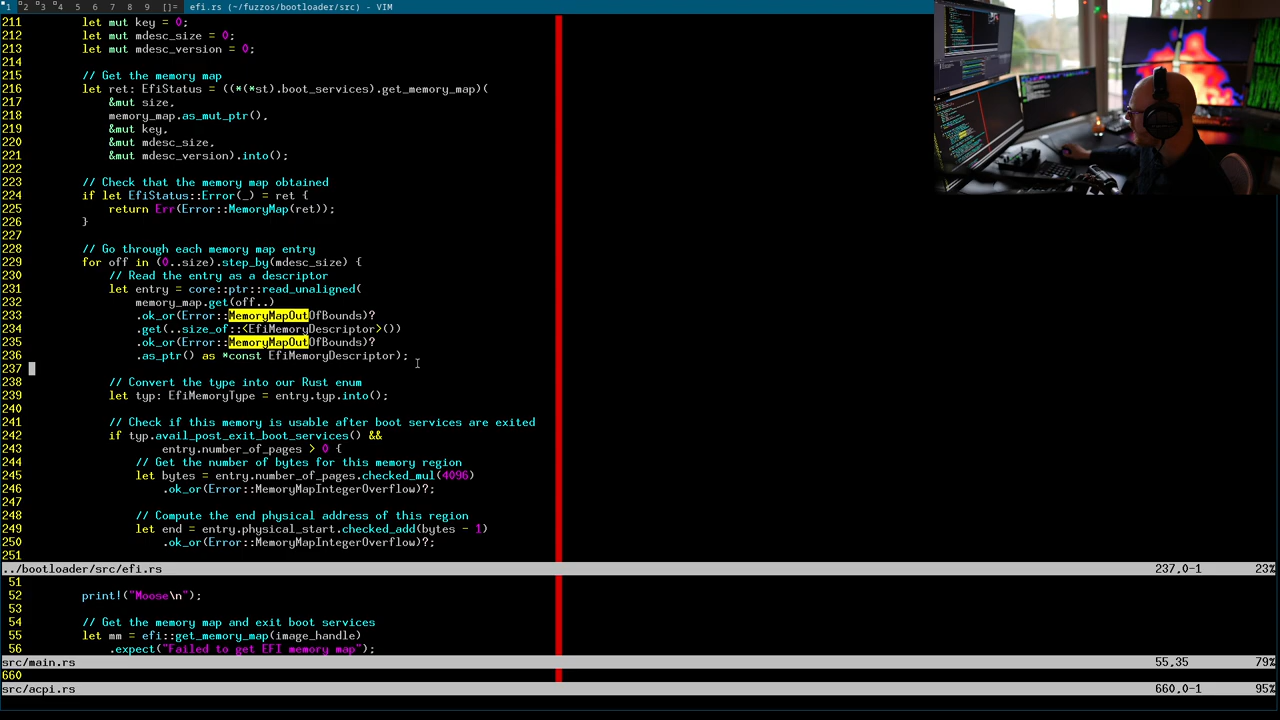 1 2 3 4 5 6 7 8 9 []= efi.rs (~/fuzzos/bootloader/src) - VIM
211 let mut key = 0;
212 let mut mdesc_size = 0;
213 let mut mdesc_version = 0;
214
215 // Get the memory map
216 let ret: EfiStatus = ((*(*st).boot_services).get_memory_map)(
217 &mut size,
218 memory_map.as_mut_ptr(),
219 &mut key,
220 &mut mdesc_size,
221 &mut mdesc_version).into();
222
223 // Check that the memory map obtained
224 if let EfiStatus::Error(_) = ret {
225 return Err(Error::MemoryMap(ret));
226 }
227
228 // Go through each memory map entry
229 for off in (0..size).step_by(mdesc_size) {
230 // Read the entry as a descriptor
231 let entry = core::ptr::read_unaligned(
232 memory_map.get(off..)
233 .ok_or(Error::MemoryMapOutOfBounds)?
234 .get(..size_of::<EfiMemoryDescriptor>())
235 .ok_or(Error::MemoryMapOutOfBounds)?
236 .as_ptr() as *const EfiMemoryDescriptor);
237
238 // Convert the type into our Rust enum
239 let typ: EfiMemoryType = entry.typ.into();
240
241 // Check if this memory is usable after boot services are exited
242 if typ.avail_post_exit_boot_services() &&
243 entry.number_of_pages > 0 {
244 // Get the number of bytes for this memory region
245 let bytes = entry.number_of_pages.checked_mul(4096)
246 .ok_or(Error::MemoryMapIntegerOverflow)?;
247
248 // Compute the end physical address of this region
249 let end = entry.physical_start.checked_add(bytes - 1)
250 .ok_or(Error::MemoryMapIntegerOverflow)?;
251
../bootloader/src/efi.rs 237,0-1 23%
51
52 print!("Moose\n");
53
54 // Get the memory map and exit boot services
55 let mm = efi::get_memory_map(image_handle)
56 .expect("Failed to get EFI memory map");
src/main.rs 55,35 79%
660
src/acpi.rs 660,0-1 95%